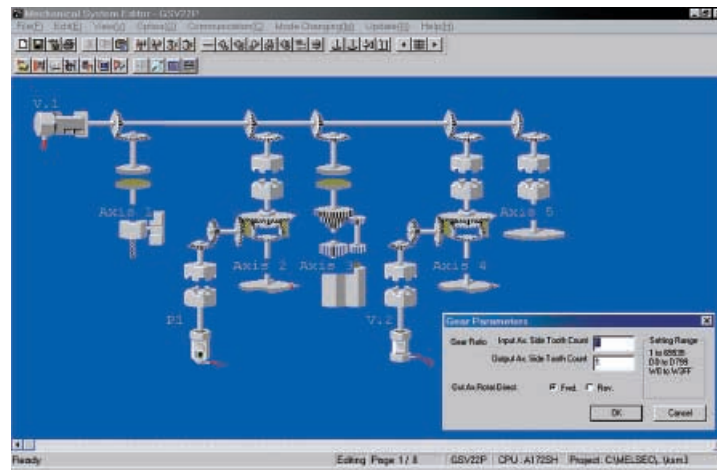 Mechanical System Editor - GSV22P
File(F) Edit(E) View(V) Option(O) Communication(C) Mode Changing(M) Update(U) Help(H)
V.1
Axis 1
Axis 2
Axis 3
Axis 4
Axis 5
P1
V.2
Gear Parameters
Gear Ratio Input Ax. Side Tooth Count
Output Ax. Side Tooth Count 1
Setting Range
1 to 65535
D0 to D799
W0 to W3FF
Out Ax Rotat Direct. Fwd. Rev.
OK Cancel
Ready Editing Page 1/ 8 GSV22P CPU : A172SH Project: C:\MELSEC\